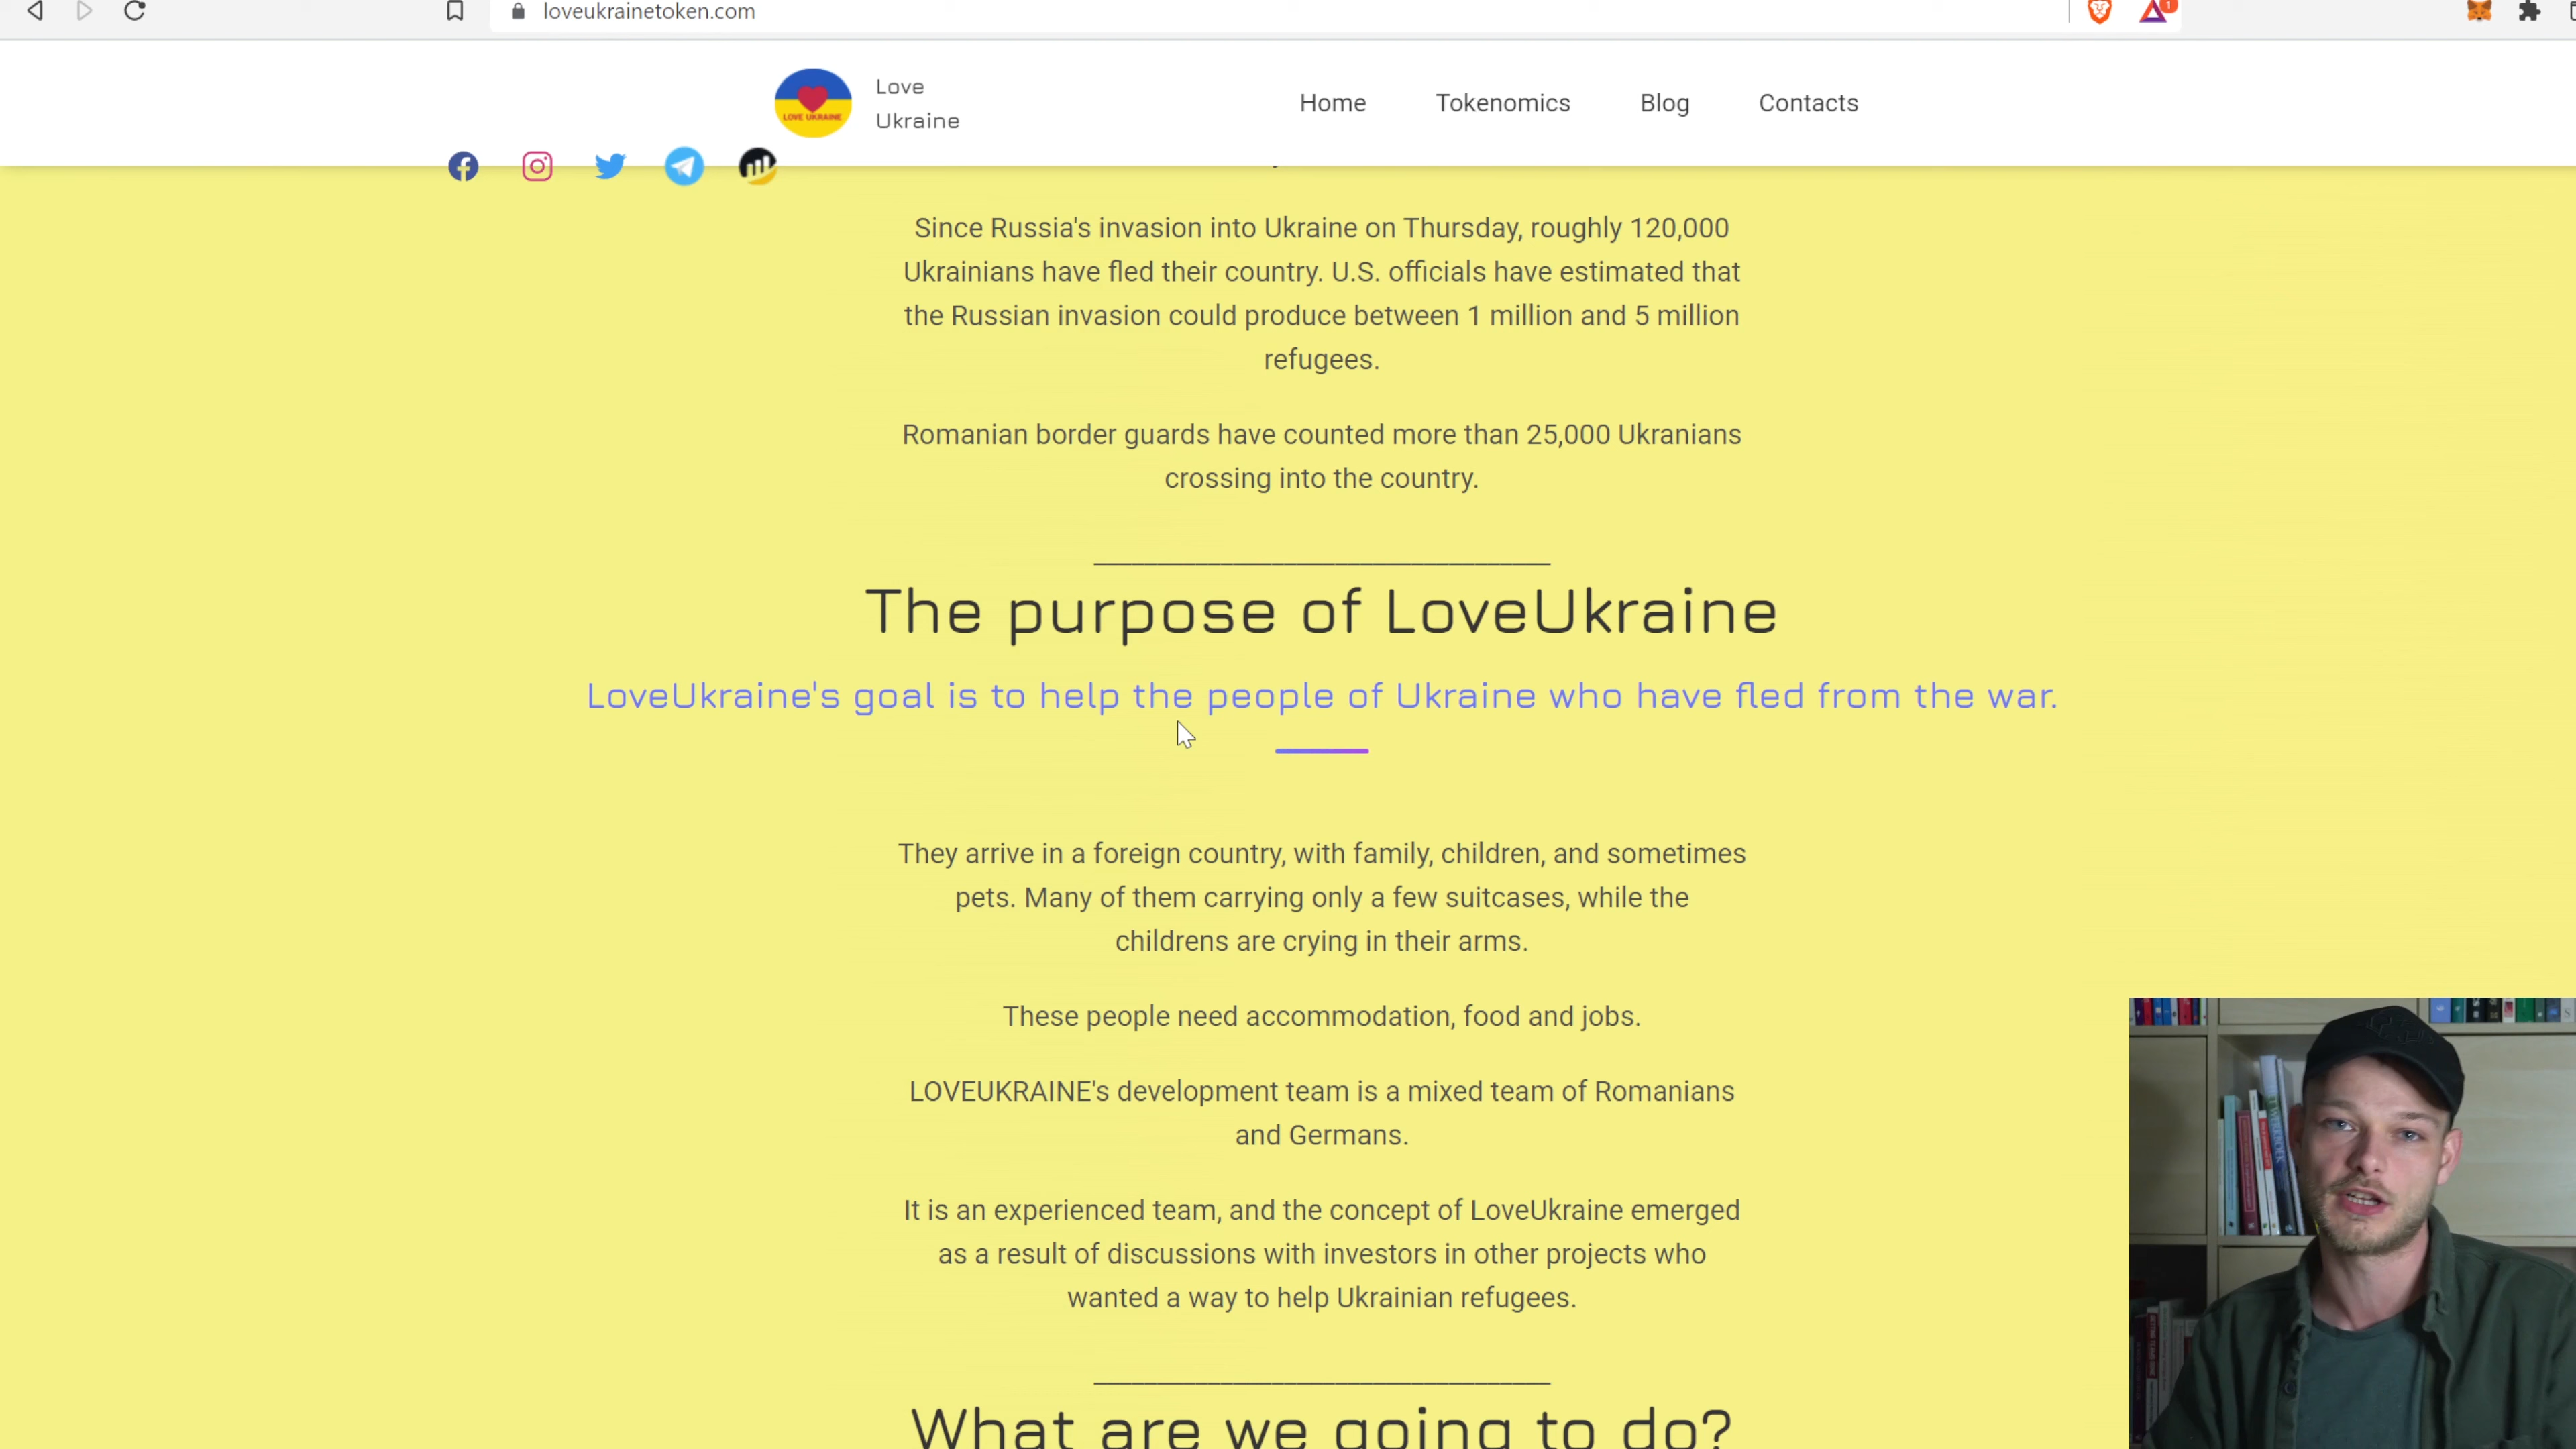 loveukrainetoken.com
1
LOVE UKRAINE
Love
Ukraine
Home
Tokenomics
Blog
Contacts
Since Russia's invasion into Ukraine on Thursday, roughly 120,000
Ukrainians have fled their country. U.S. officials have estimated that
the Russian invasion could produce between 1 million and 5 million
refugees.
Romanian border guards have counted more than 25,000 Ukranians
crossing into the country.
The purpose of LoveUkraine
LoveUkraine's goal is to help the people of Ukraine who have fled from the war.
They arrive in a foreign country, with family, children, and sometimes
pets. Many of them carrying only a few suitcases, while the
childrens are crying in their arms.
These people need accommodation, food and jobs.
LOVEUKRAINE's development team is a mixed team of Romanians
and Germans.
It is an experienced team, and the concept of LoveUkraine emerged
as a result of discussions with investors in other projects who
wanted a way to help Ukrainian refugees.
What are we going to do?